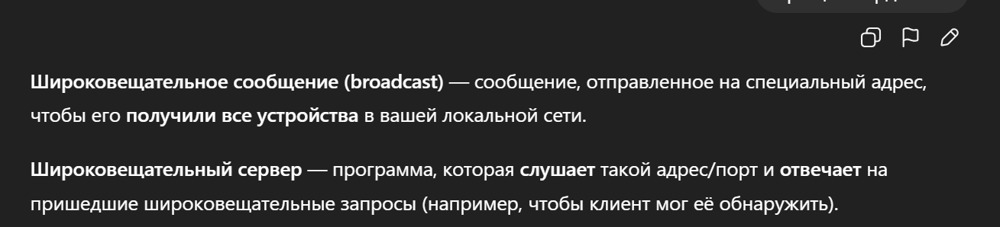 Широковещательное сообщение (broadcast) — сообщение, отправленное на специальный адрес,
чтобы его получили все устройства в вашей локальной сети.
Широковещательный сервер — программа, которая слушает такой адрес/порт и отвечает на
пришедшие широковещательные запросы (например, чтобы клиент мог её обнаружить).